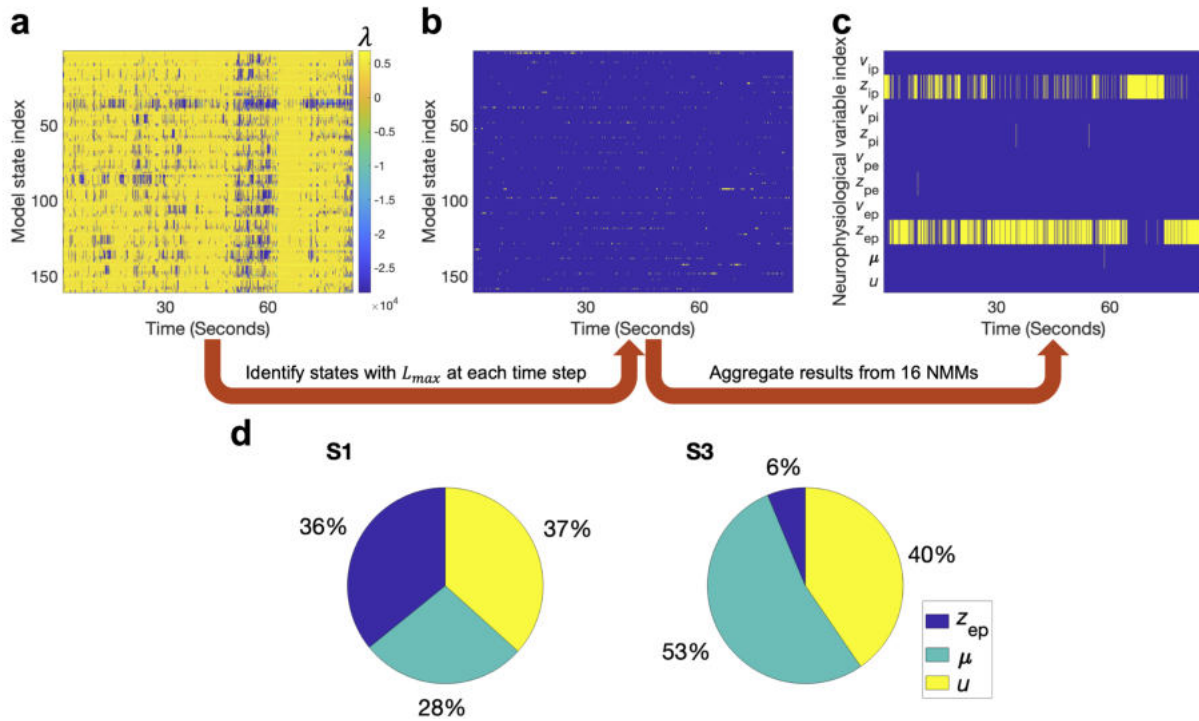 a
b
c
λ
Model state index
50
100
150
30
60
Time (Seconds)
0.5
0
-0.5
-1
-1.5
-2
-2.5
×10⁴
Model state index
50
100
150
30
60
Time (Seconds)
Neurophysiological variable index
v_ip
z_ip
v_pi
z_pi
v_pe
z_pe
v_ep
z_ep
μ
u
30
60
Time (Seconds)
Identify states with L_max at each time step
Aggregate results from 16 NMMs
d
S1
36%
37%
28%
S3
6%
40%
53%
z_ep
μ
u